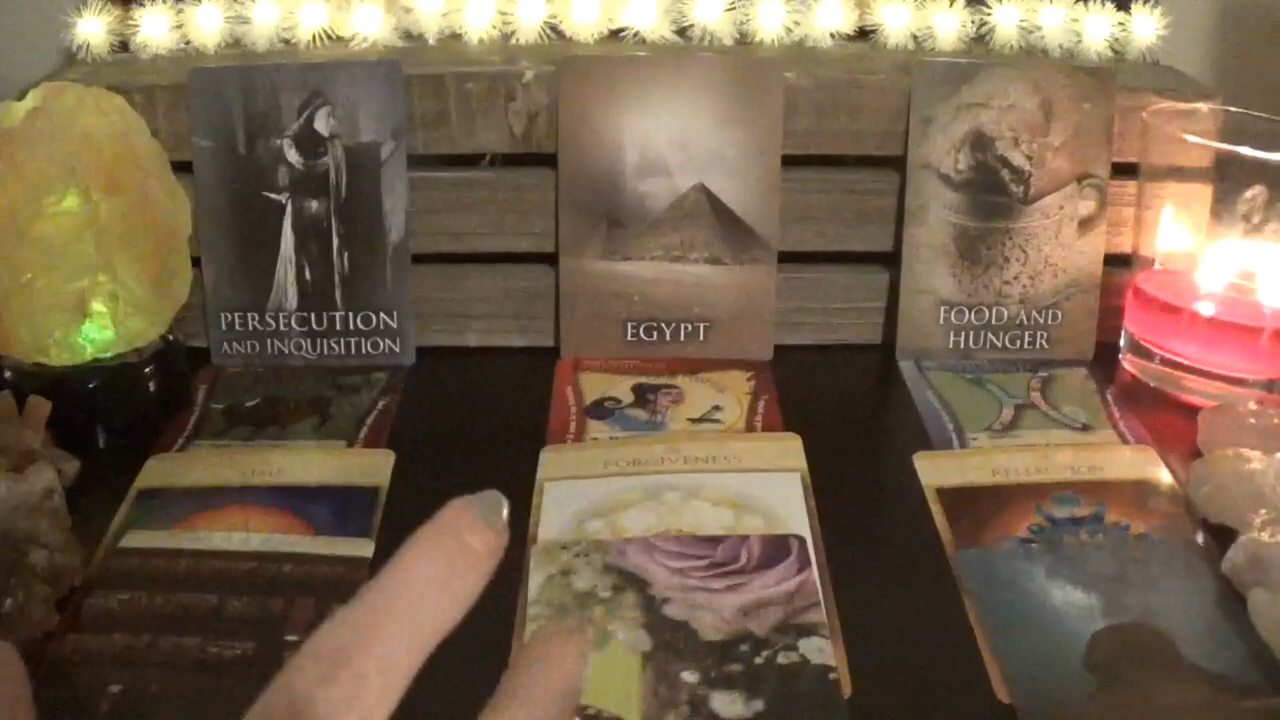 PERSECUTION
AND INQUISITION
EGYPT
FOOD AND
HUNGER
FORGIVENESS